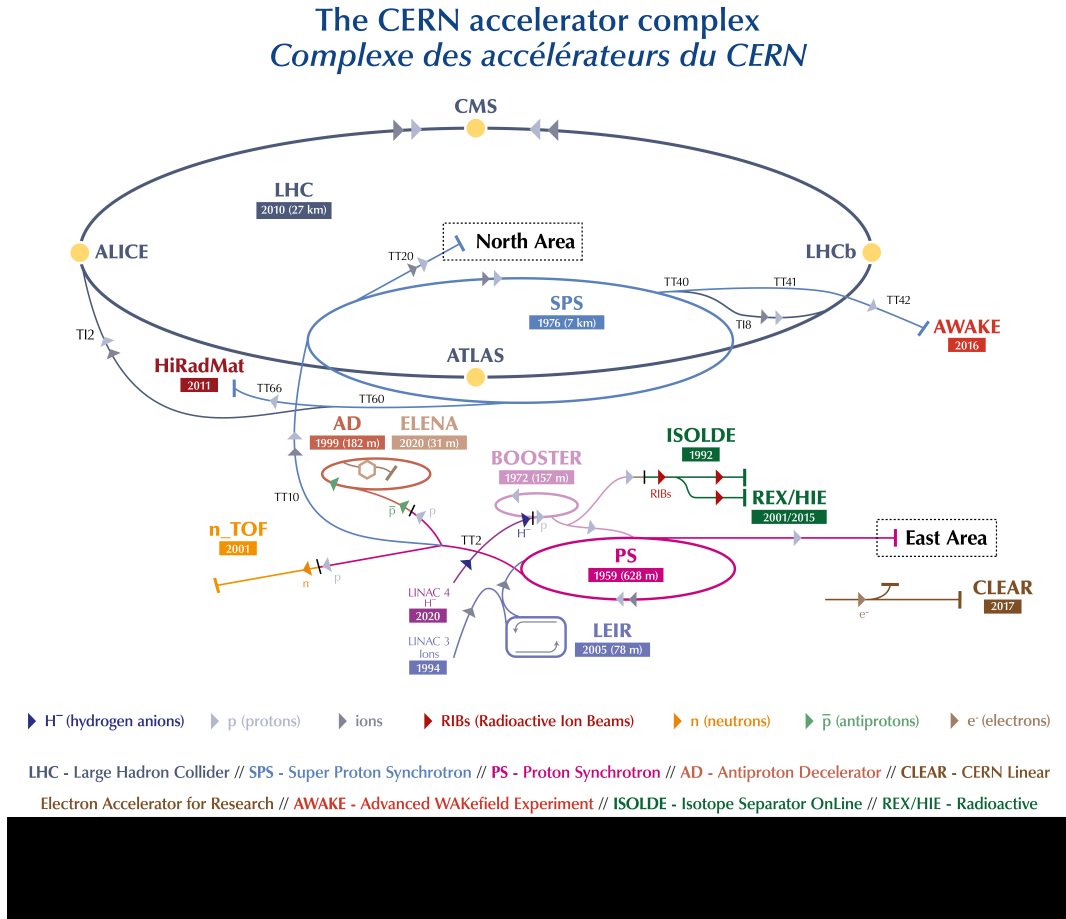 The CERN accelerator complex
Complexe des accélérateurs du CERN
CMS
LHC
2010 (27 km)
North Area
TT20
ALICE
LHCb
TT40
TT41
SPS
1976 (7 km)
TT42
TI8
AWAKE
2016
TI2
ATLAS
HiRadMat
2011
TT66
TT60
AD
1999 (182 m)
ELENA
2020 (31 m)
ISOLDE
1992
BOOSTER
1972 (157 m)
RIBs
REX/HIE
2001/2015
TT10
p̅
p
H⁻
p
n_TOF
2001
TT2
East Area
PS
1959 (628 m)
n
p
LINAC 4
H⁻
2020
CLEAR
2017
e⁻
LEIR
2005 (78 m)
LINAC 3
Ions
1994
H⁻ (hydrogen anions)
p (protons)
ions
RIBs (Radioactive Ion Beams)
n (neutrons)
p̅ (antiprotons)
e⁻ (electrons)
LHC - Large Hadron Collider // SPS - Super Proton Synchrotron // PS - Proton Synchrotron // AD - Antiproton Decelerator // CLEAR - CERN Linear
Electron Accelerator for Research // AWAKE - Advanced WAKefield Experiment // ISOLDE - Isotope Separator OnLine // REX/HIE - Radioactive